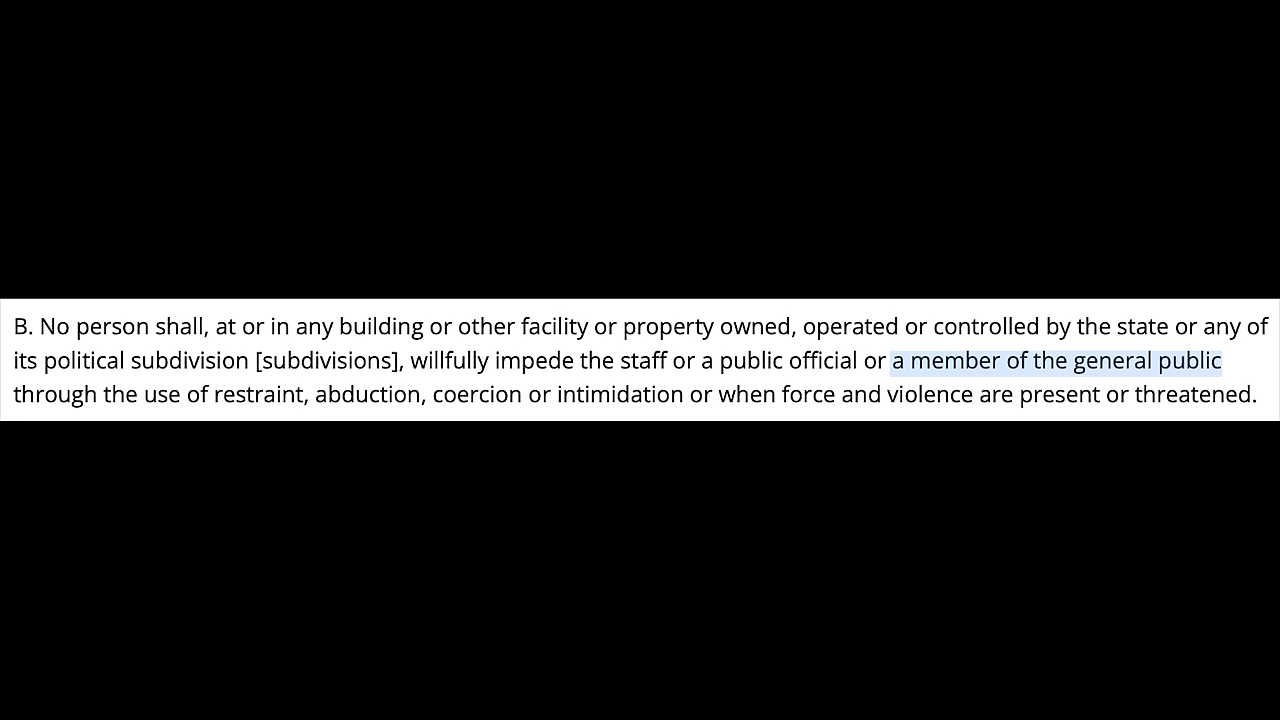 B. No person shall, at or in any building or other facility or property owned, operated or controlled by the state or any of
its political subdivision [subdivisions], willfully impede the staff or a public official or a member of the general public
through the use of restraint, abduction, coercion or intimidation or when force and violence are present or threatened.